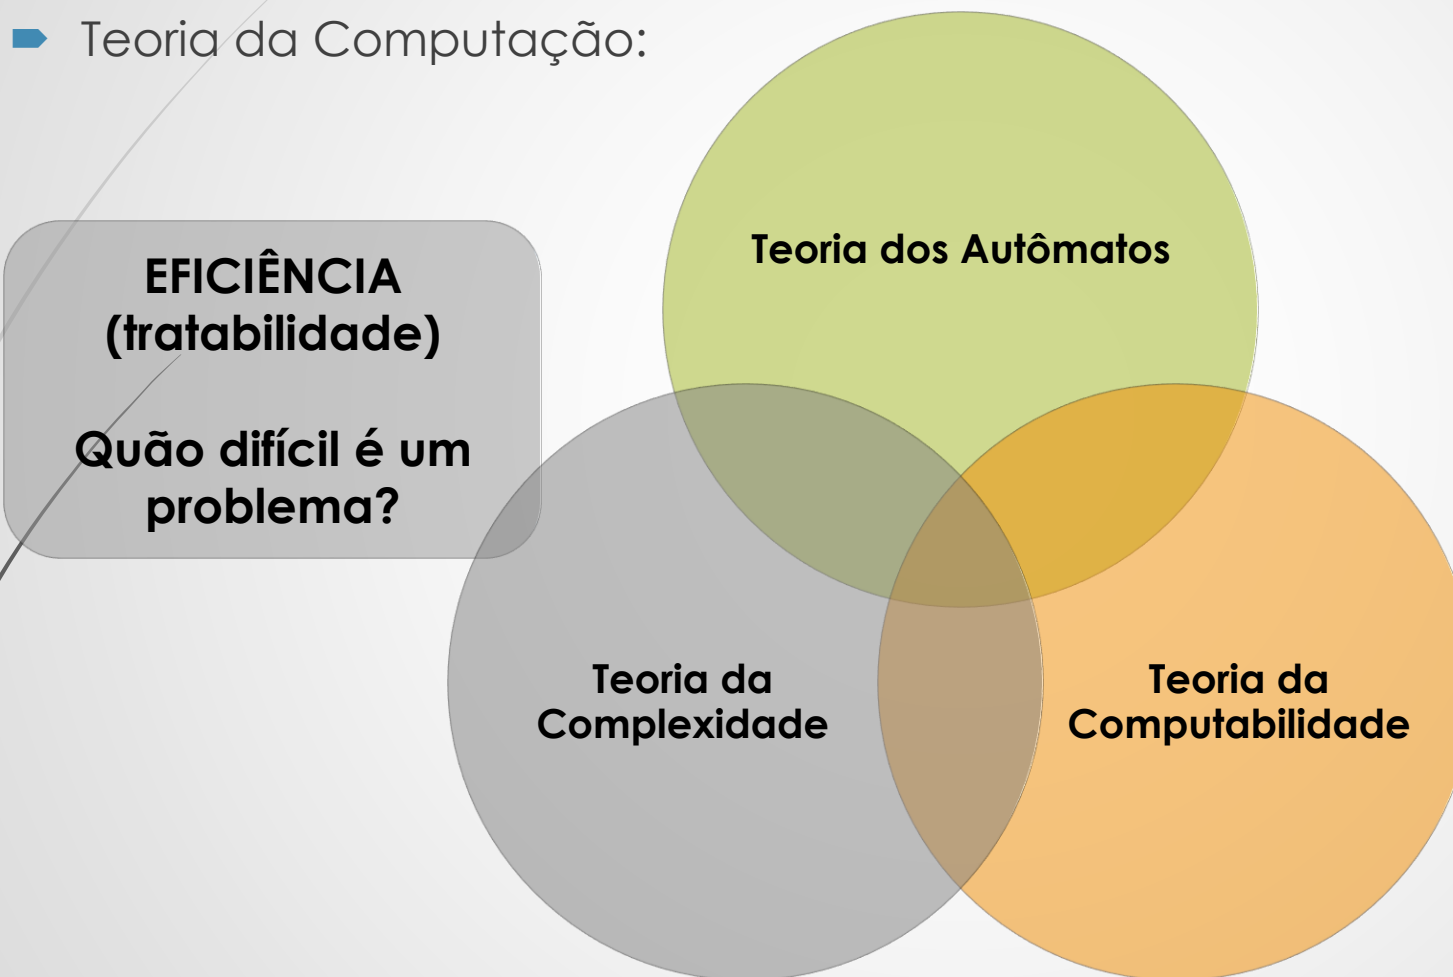 Teoria da Computação:
EFICIÊNCIA
(tratabilidade)
Quão difícil é um
problema?
Teoria dos Autômatos
Teoria da
Complexidade
Teoria da
Computabilidade